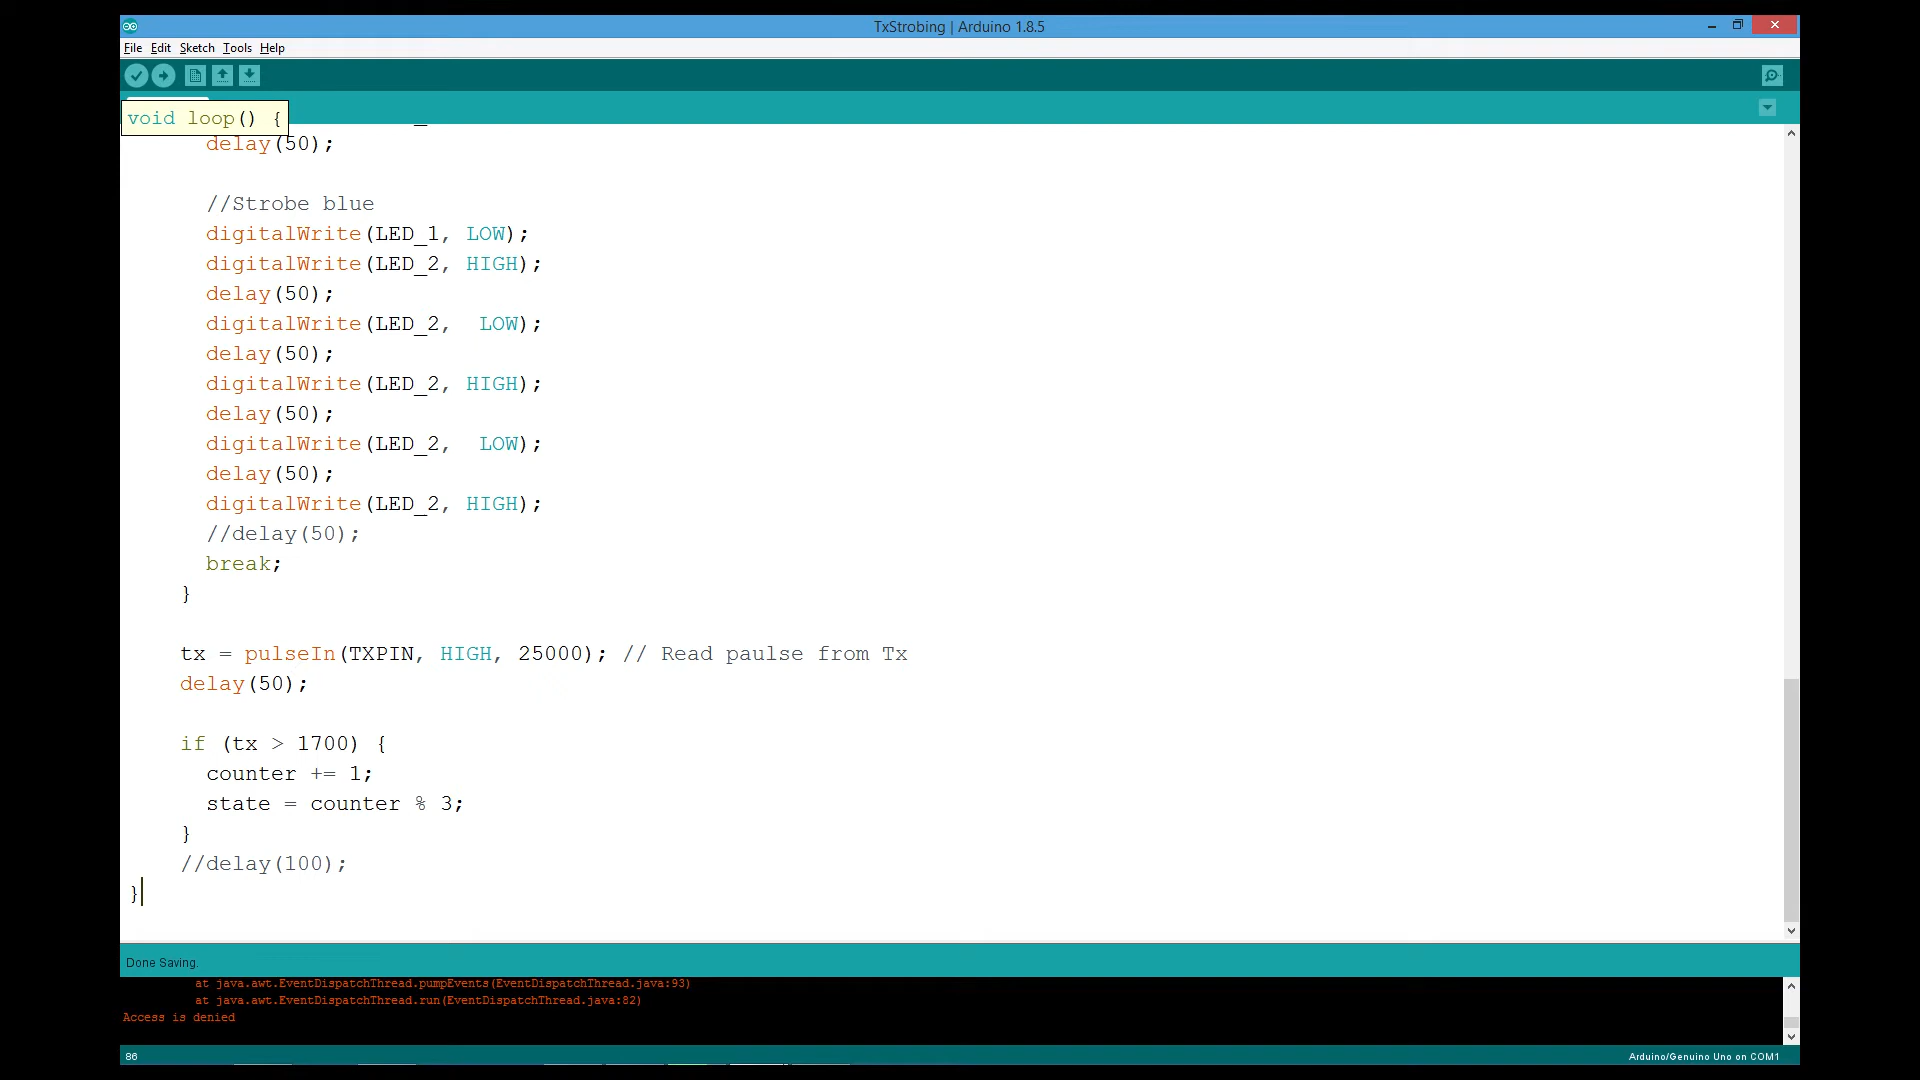 TxStrobing | Arduino 1.8.5
File Edit Sketch Tools Help
void loop() {
delay(50);
//Strobe blue
digitalWrite(LED_1, LOW);
digitalWrite(LED_2, HIGH);
delay(50);
digitalWrite(LED_2,  LOW);
delay(50);
digitalWrite(LED_2, HIGH);
delay(50);
digitalWrite(LED_2,  LOW);
delay(50);
digitalWrite(LED_2, HIGH);
//delay(50);
break;
}
tx = pulseIn(TXPIN, HIGH, 25000); // Read paulse from Tx
delay(50);
if (tx > 1700) {
counter += 1;
state = counter % 3;
}
//delay(100);
}
Done Saving.
at java.awt.EventDispatchThread.pumpEvents(EventDispatchThread.java:93)
at java.awt.EventDispatchThread.run(EventDispatchThread.java:82)
Access is denied
86 Arduino/Genuino Uno on COM1